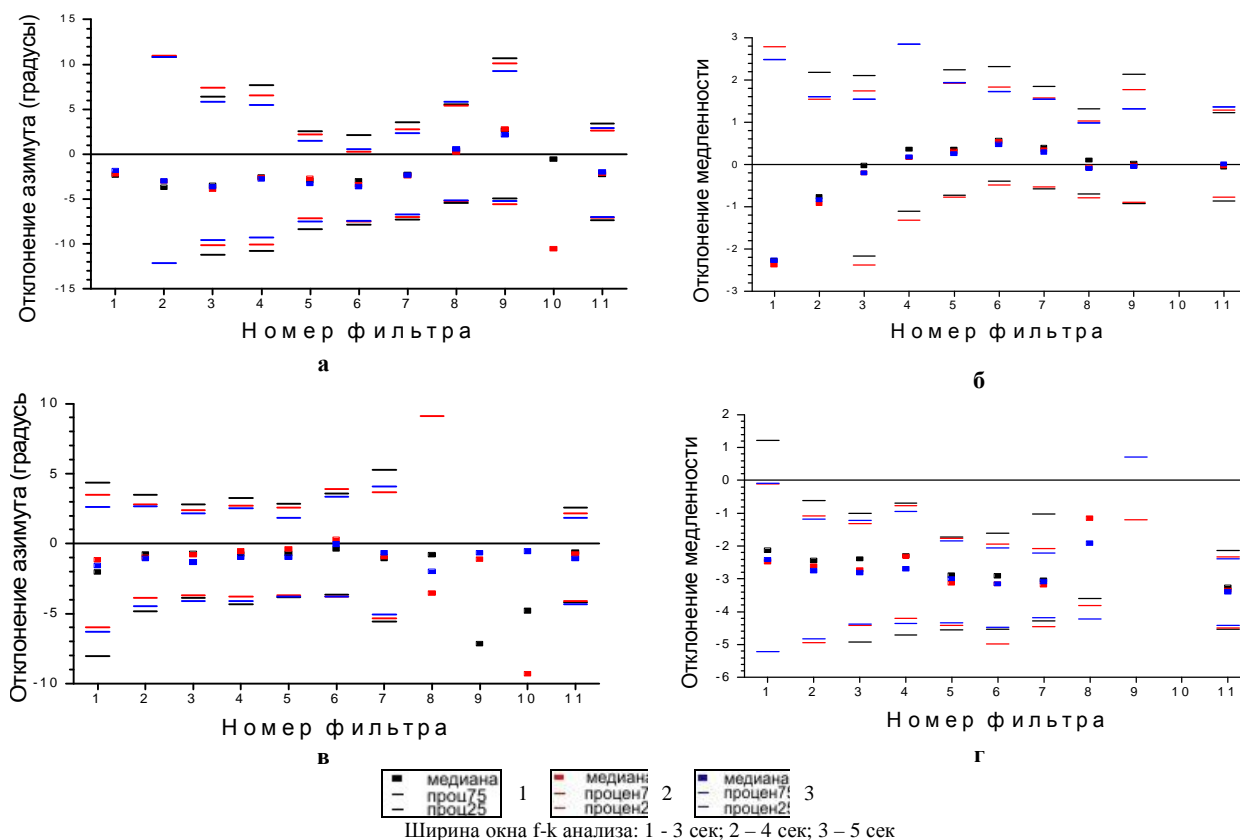 Отклонение азимута (градусы)
15
10
5
0
-5
-10
-15
1 2 3 4 5 6 7 8 9 10 11
Номер фильтра
а
Отклонение медленности
3
2
1
0
-1
-2
-3
1 2 3 4 5 6 7 8 9 10 11
Номер фильтра
б
Отклонение азимута (градусь
10
5
0
-5
-10
1 2 3 4 5 6 7 8 9 10 11
Номер фильтра
в
Отклонение медленности
2
1
0
-1
-2
-3
-4
-5
-6
1 2 3 4 5 6 7 8 9 10 11
Номер фильтра
г
медиана
проц75
проц25
1
медиана
процен7
процен2
2
медиана
процен75
процен25
3
Ширина окна f-k анализа: 1 - 3 сек; 2 – 4 сек; 3 – 5 сек